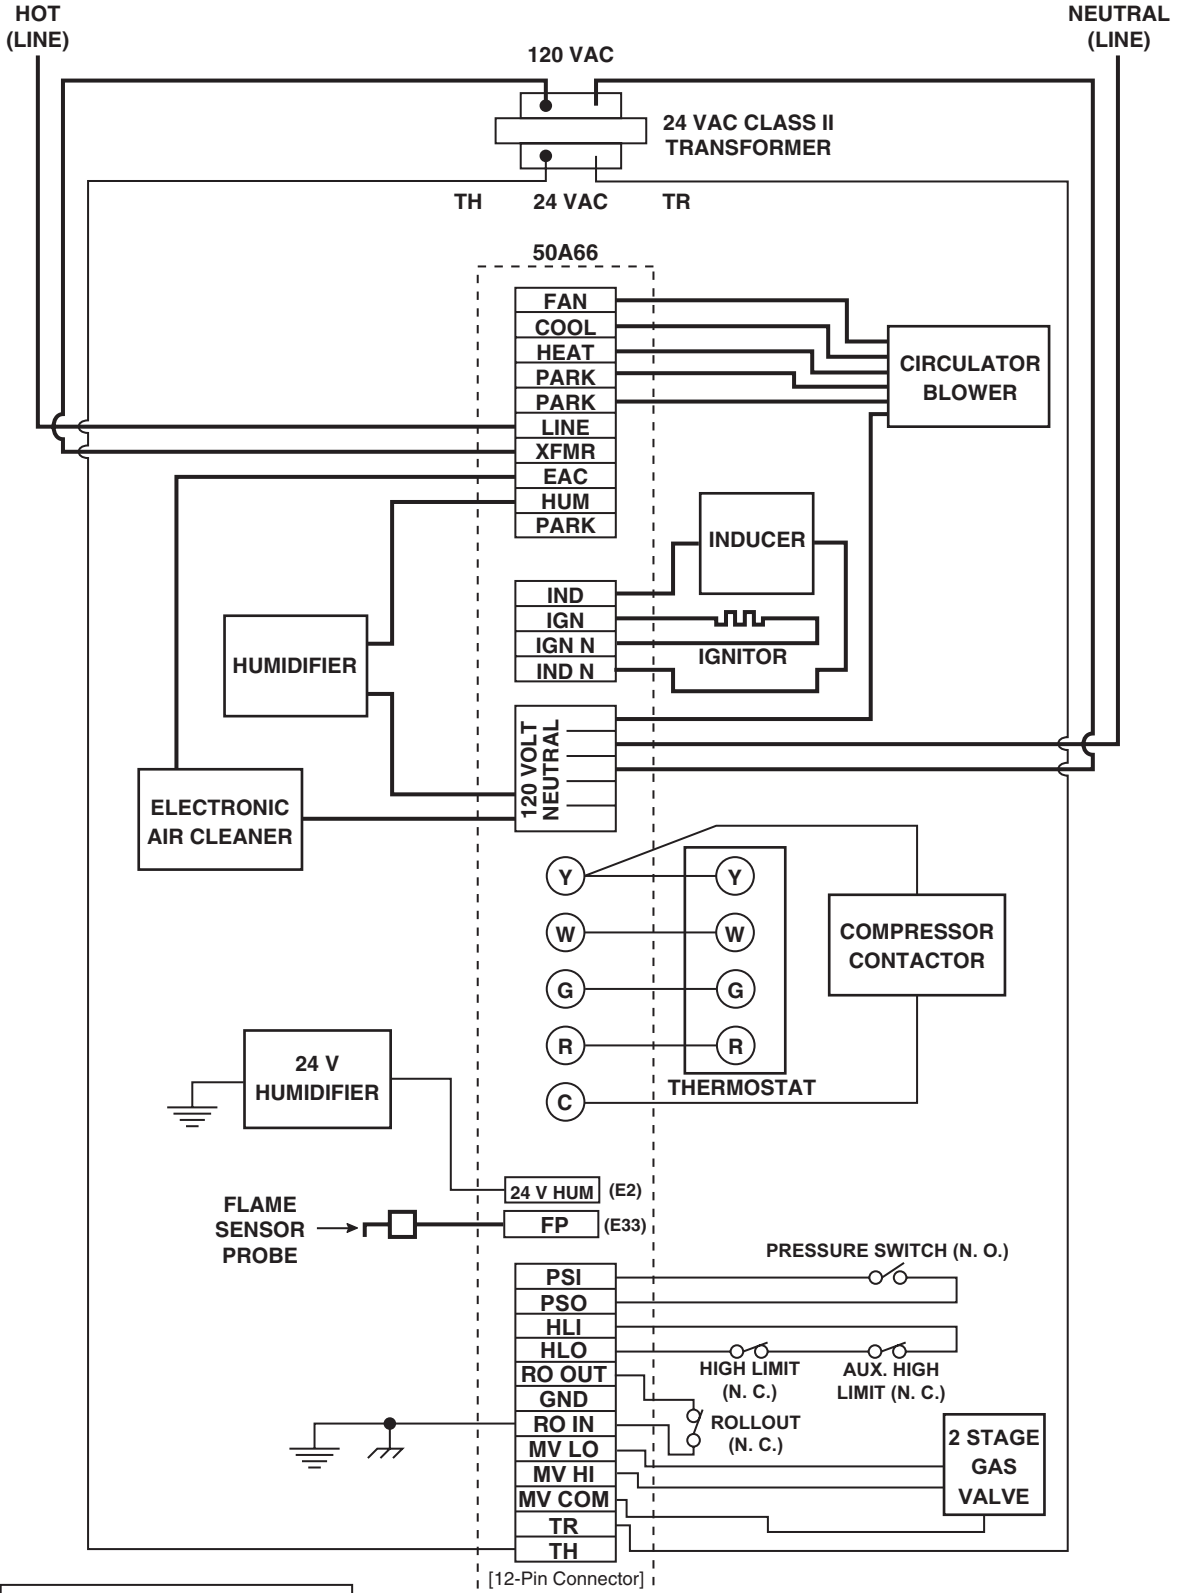 HOT
(LINE)
NEUTRAL
(LINE)
120 VAC
24 VAC CLASS II
TRANSFORMER
TH 24 VAC TR
50A66
FAN
COOL
HEAT
PARK
PARK
LINE
XFMR
EAC
HUM
PARK
CIRCULATOR
BLOWER
INDUCER
IND
IGN
IGN N
IND N
IGNITOR
HUMIDIFIER
120 VOLT
NEUTRAL
ELECTRONIC
AIR CLEANER
Y Y
W W
G G
R R
C
THERMOSTAT
COMPRESSOR
CONTACTOR
24 V
HUMIDIFIER
24 V HUM (E2)
FP (E33)
FLAME
SENSOR
PROBE
PRESSURE SWITCH (N. O.)
PSI
PSO
HLI
HLO
RO OUT
GND
RO IN
MV LO
MV HI
MV COM
TR
TH
HIGH LIMIT
(N. C.)
AUX. HIGH
LIMIT (N. C.)
ROLLOUT
(N. C.)
2 STAGE
GAS
VALVE
[12-Pin Connector]